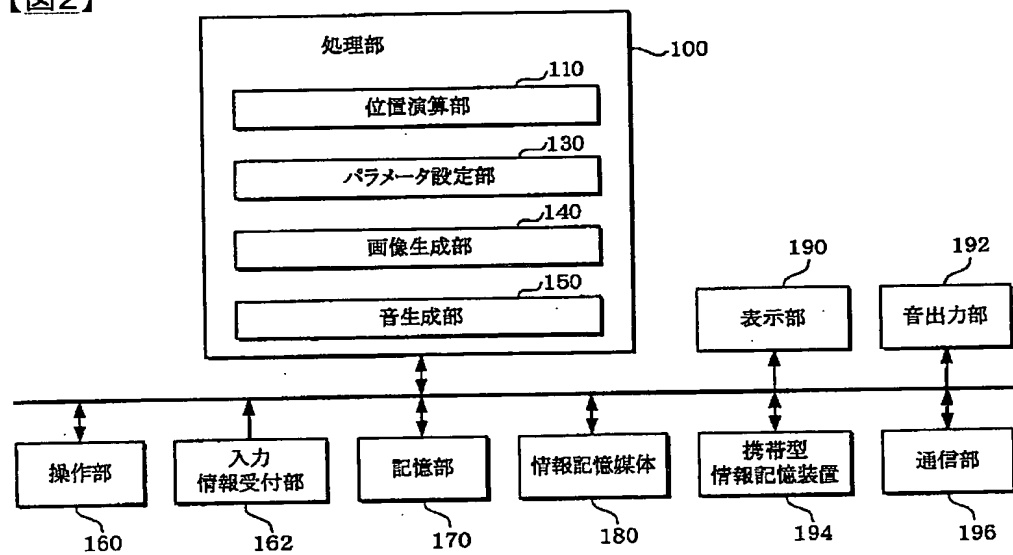 【図2】
処理部
100
110
位置演算部
130
パラメータ設定部
140
画像生成部
150
音生成部
190
表示部
192
音出力部
操作部
160
入力
情報受付部
162
記憶部
170
情報記憶媒体
180
携帯型
情報記憶装置
194
通信部
196